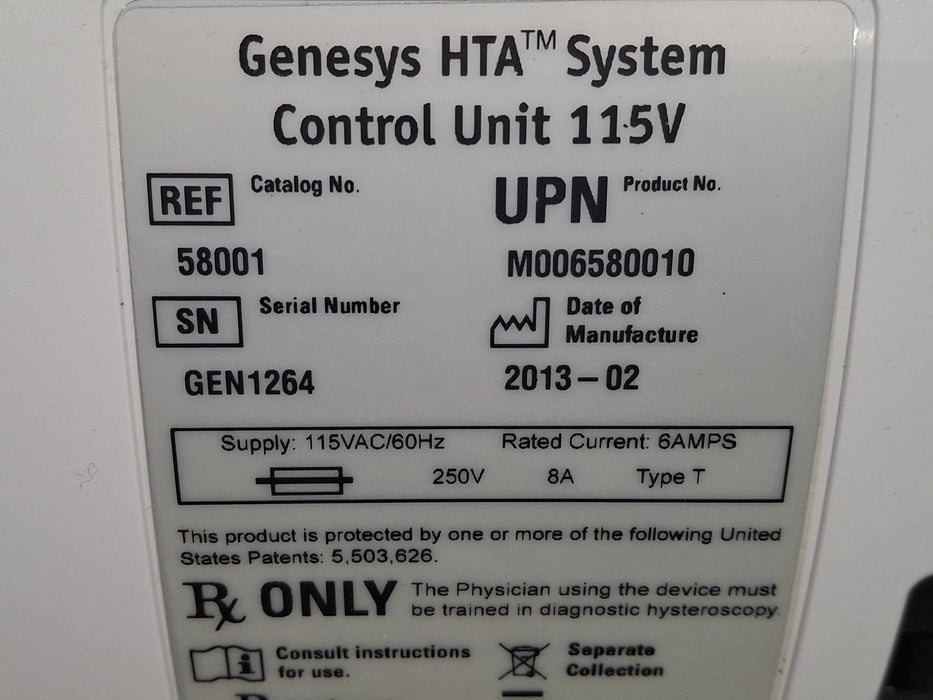 Genesys HTA™ System
Control Unit 115V
REF Catalog No.
UPN Product No.
58001
M006580010
SN Serial Number
Date of
Manufacture
GEN1264
2013-02
Supply: 115VAC/60Hz Rated Current: 6AMPS
250V 8A Type T
This product is protected by one or more of the following United
States Patents: 5,503,626.
Rx ONLY
The Physician using the device must
be trained in diagnostic hysteroscopy.
Consult instructions
for use.
Separate
Collection